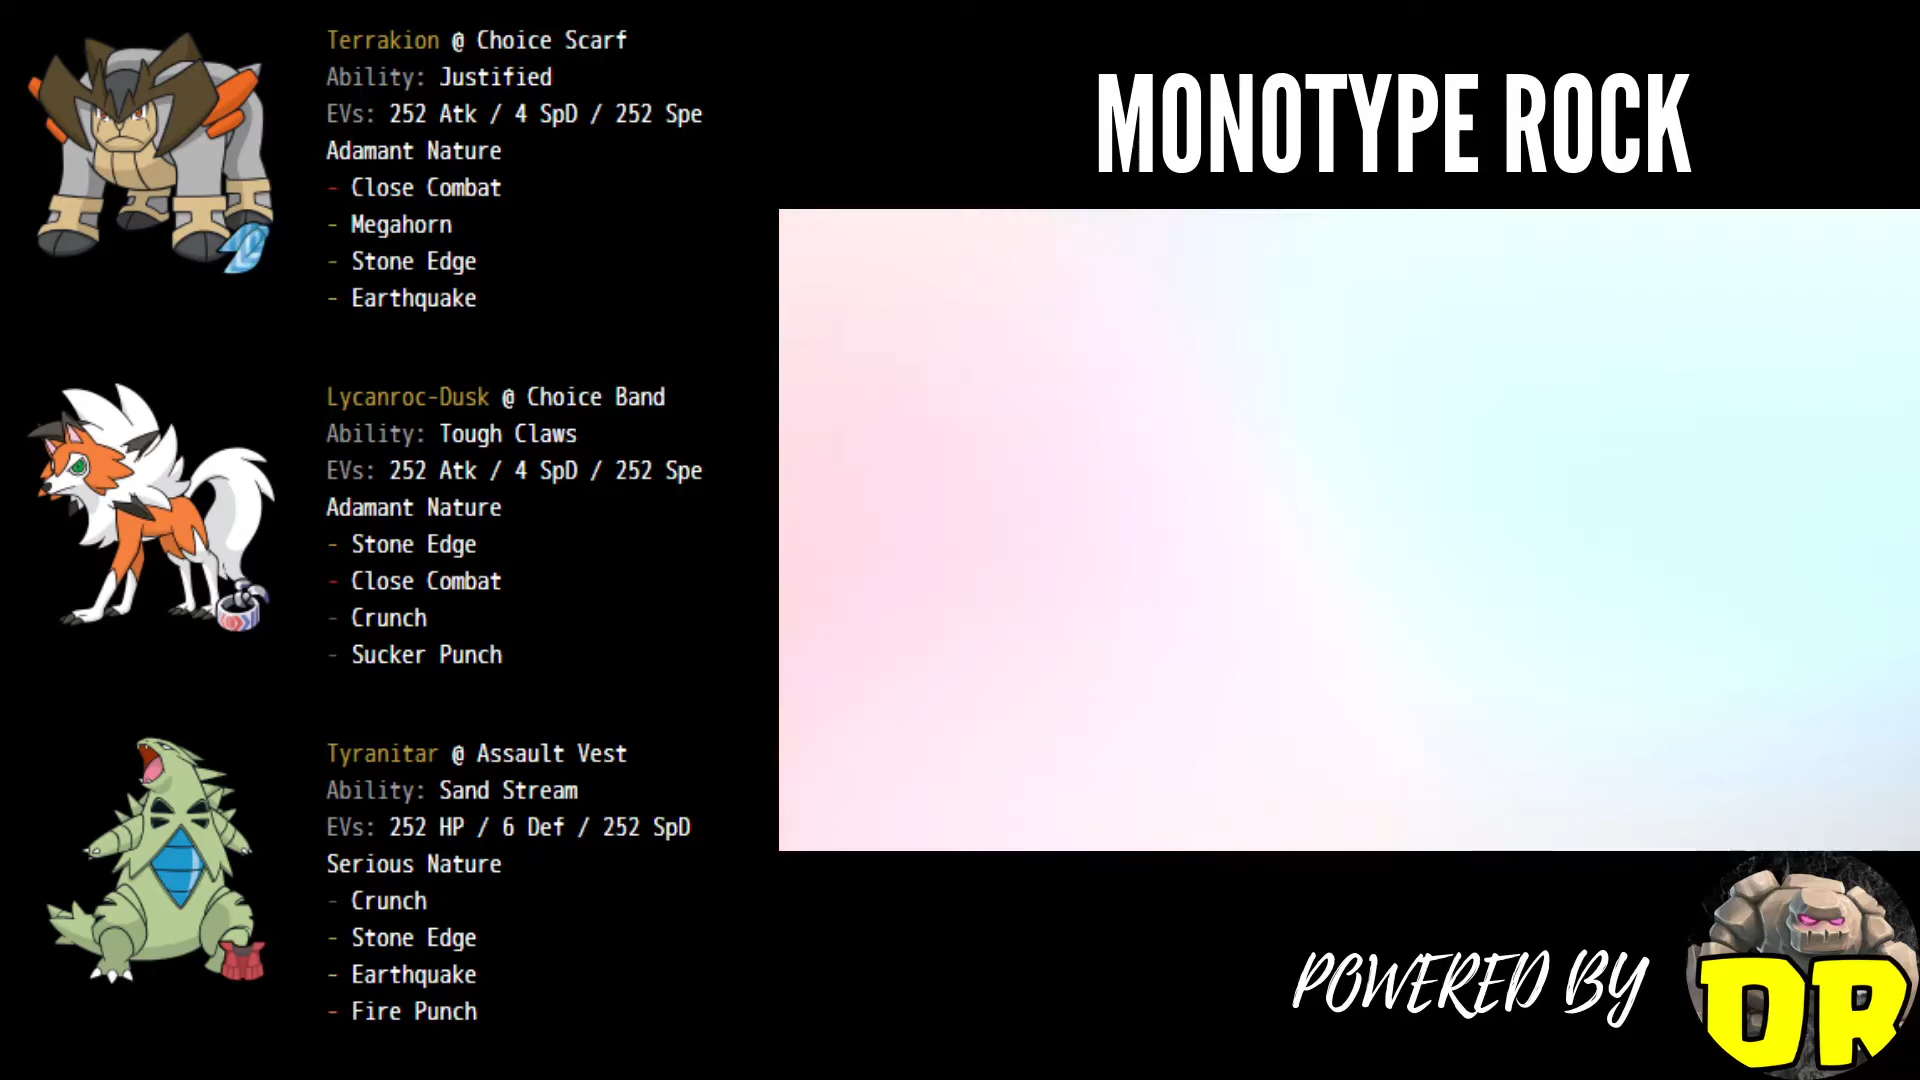 Terrakion @ Choice Scarf
Ability: Justified
EVs: 252 Atk / 4 SpD / 252 Spe
Adamant Nature
- Close Combat
- Megahorn
- Stone Edge
- Earthquake
Lycanroc-Dusk @ Choice Band
Ability: Tough Claws
EVs: 252 Atk / 4 SpD / 252 Spe
Adamant Nature
- Stone Edge
- Close Combat
- Crunch
- Sucker Punch
Tyranitar @ Assault Vest
Ability: Sand Stream
EVs: 252 HP / 6 Def / 252 SpD
Serious Nature
- Crunch
- Stone Edge
- Earthquake
- Fire Punch
MONOTYPE ROCK
POWERED BY
DR